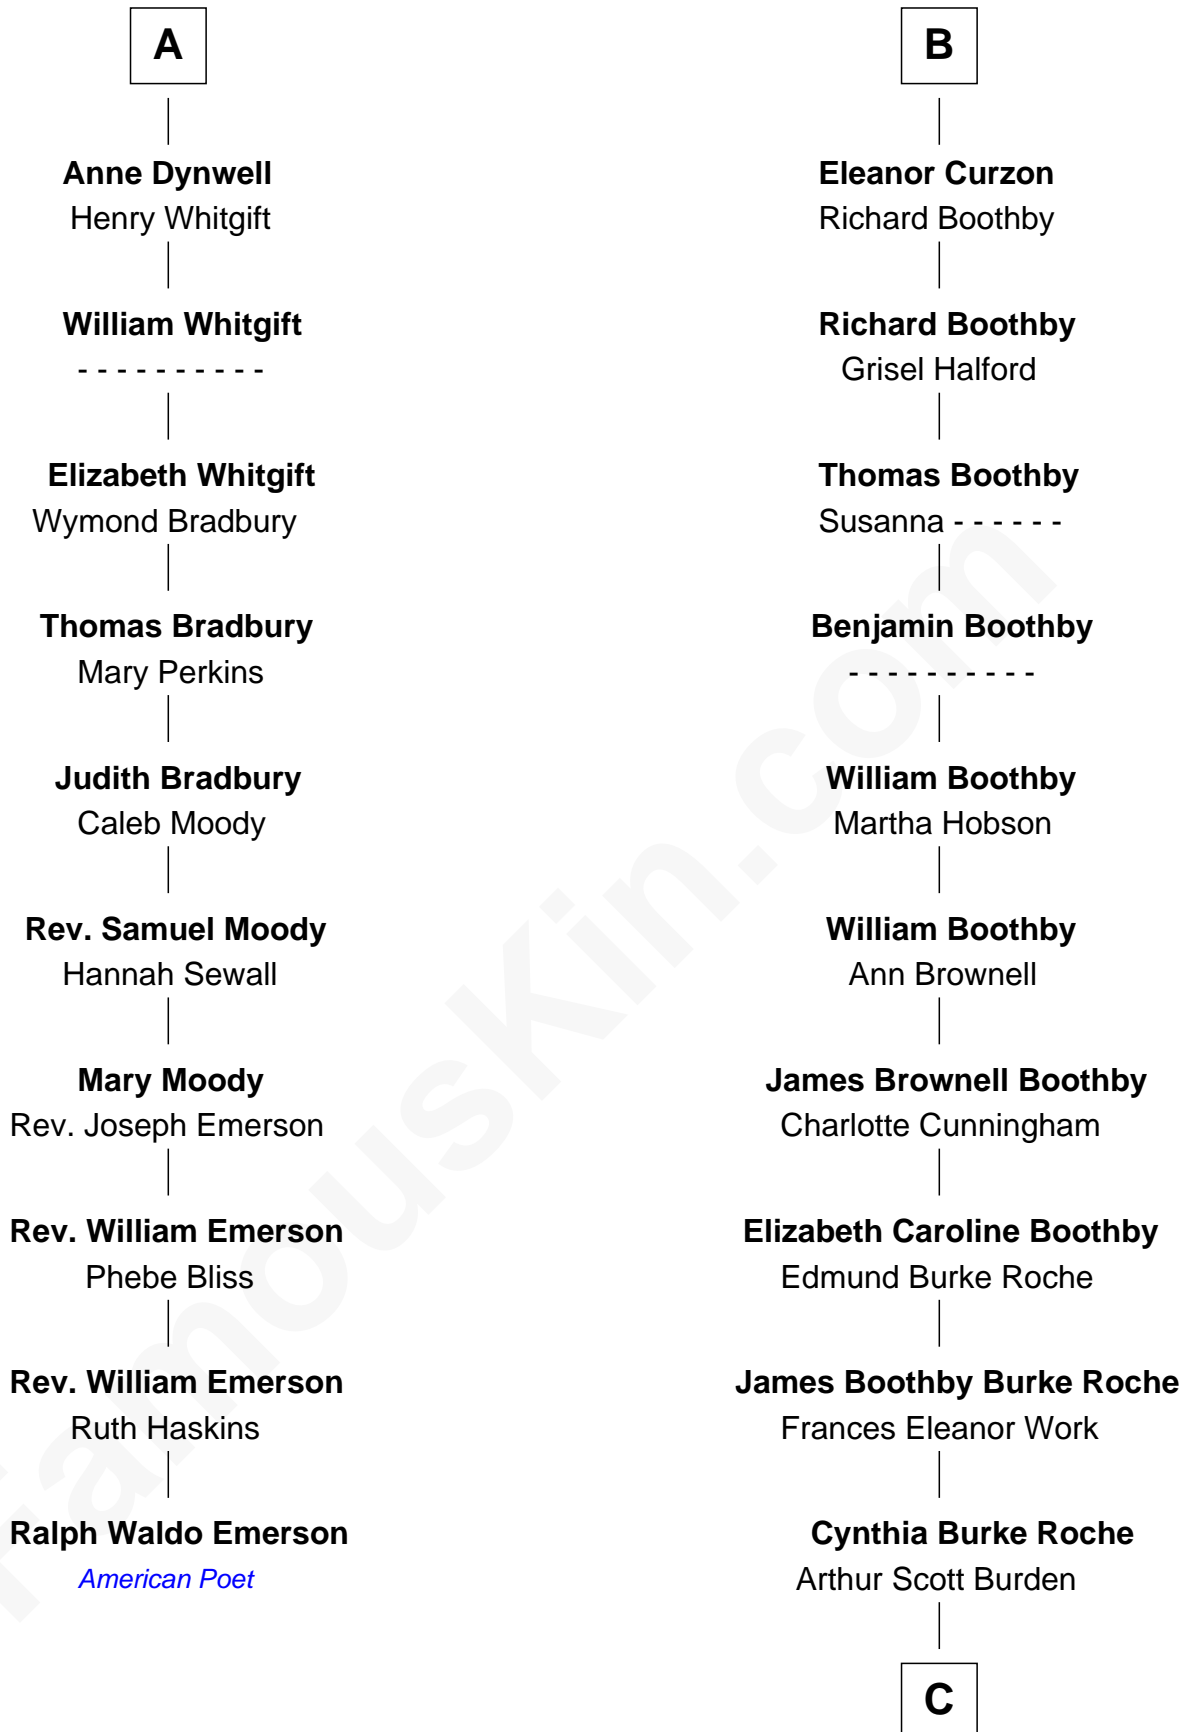 A
Anne Dynwell
Henry Whitgift
William Whitgift
- - - - - - - - - -
Elizabeth Whitgift
Wymond Bradbury
Thomas Bradbury
Mary Perkins
Judith Bradbury
Caleb Moody
Rev. Samuel Moody
Hannah Sewall
Mary Moody
Rev. Joseph Emerson
Rev. William Emerson
Phebe Bliss
Rev. William Emerson
Ruth Haskins
Ralph Waldo Emerson
American Poet
B
Eleanor Curzon
Richard Boothby
Richard Boothby
Grisel Halford
Thomas Boothby
Susanna - - - - - -
Benjamin Boothby
- - - - - - - - - -
William Boothby
Martha Hobson
William Boothby
Ann Brownell
James Brownell Boothby
Charlotte Cunningham
Elizabeth Caroline Boothby
Edmund Burke Roche
James Boothby Burke Roche
Frances Eleanor Work
Cynthia Burke Roche
Arthur Scott Burden
C
FamousKin.com